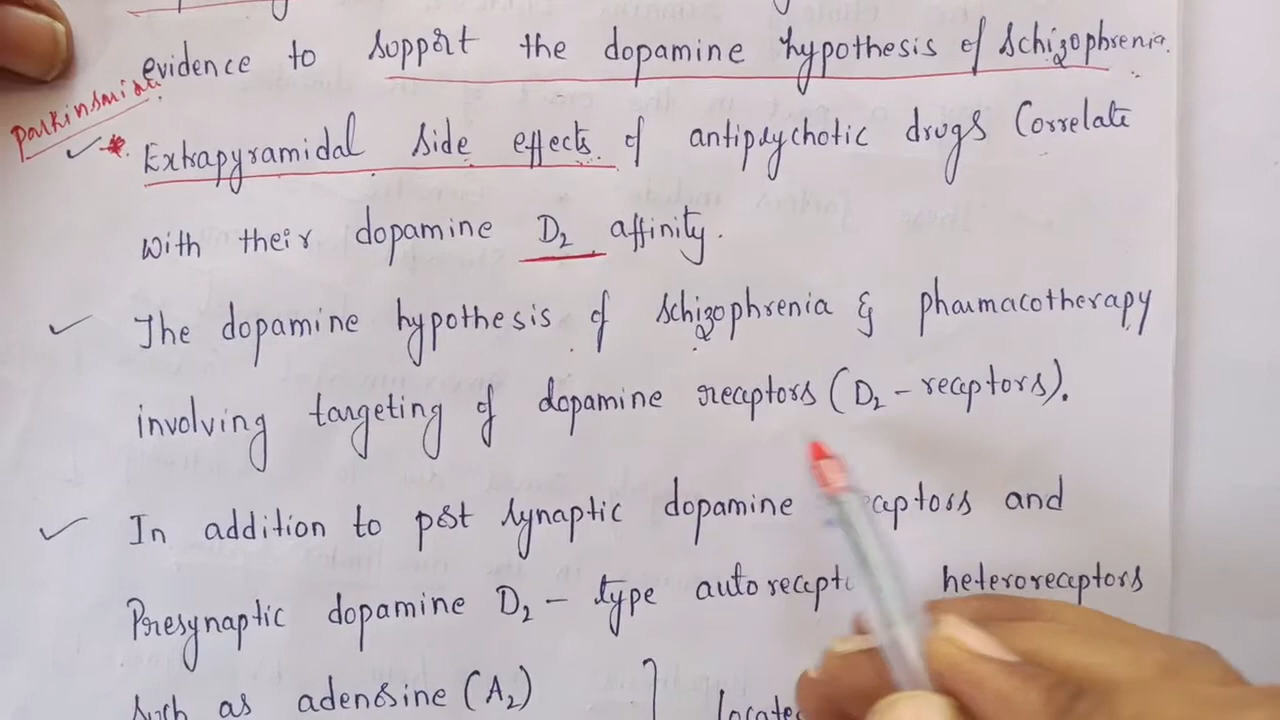 evidence to support the dopamine hypothesis of schizophrenia.
Parkinsmian
* Extrapyramidal side effects of antipsychotic drugs Correlate
with their dopamine D₂ affinity.
The dopamine hypothesis of schizophrenia & pharmacotherapy
involving targeting of dopamine receptors (D₂ - receptors).
In addition to post synaptic dopamine and
Presynaptic dopamine D₂ - type heteroreceptors
such as adenosine (A₂)